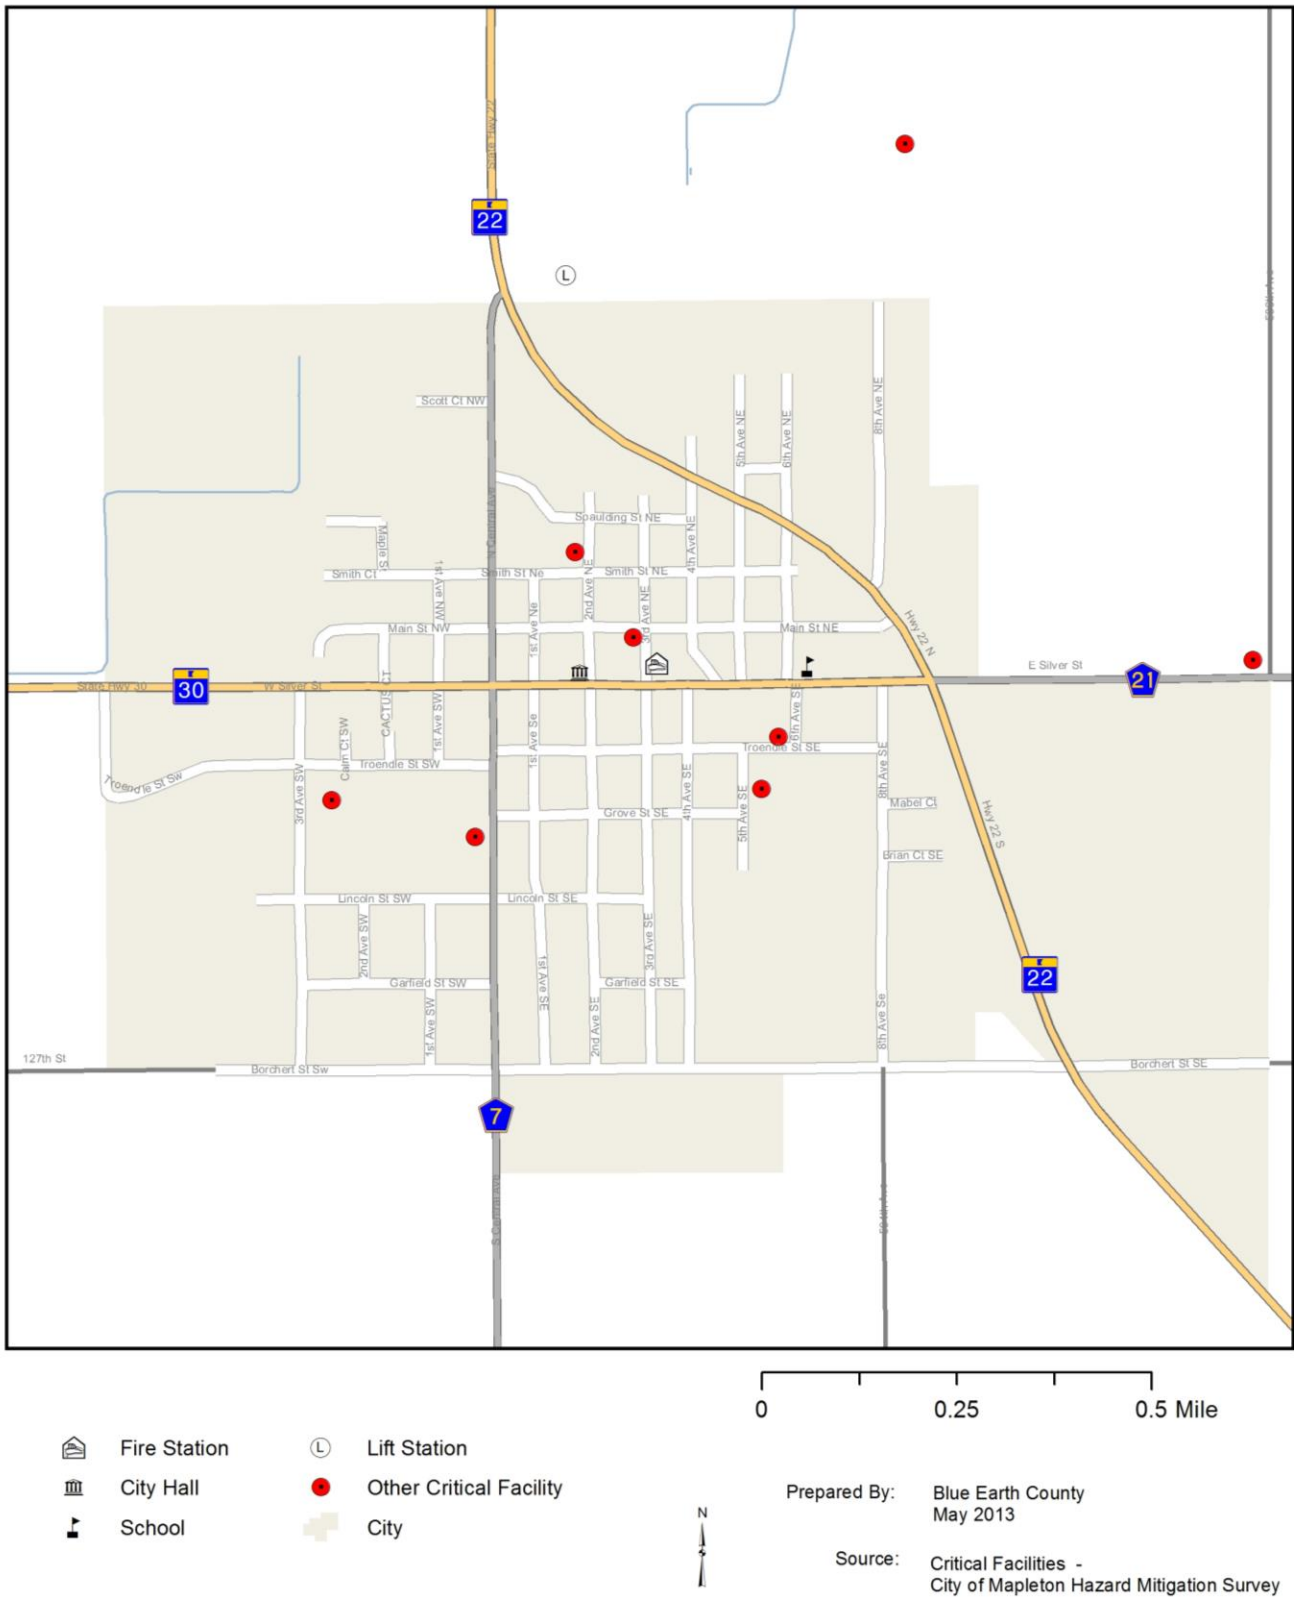 State Hwy 22
22
L
599th Ave
Scott Ct NW
5th Ave NE
6th Ave NE
8th Ave NE
N Central Ave
Spaulding St NE
Maple St
4th Ave NE
Smith Ct
Smith St Ne
Smith St NE
1st Ave NW
2nd Ave NE
1st Ave Ne
3rd Ave NE
Main St NW
Main St NE
Hwy 22 N
E Silver St
State Hwy 30
30
W Silver St
21
CACTUS CT
1st Ave SW
6th Ave SE
Calm Ct SW
1st Ave Se
Troendle St SE
Troendle St Sw
Troendle St SW
3rd Ave SW
4th Ave SE
8th Ave SE
Mabel Ct
Grove St SE
5th Ave SE
Hwy 22 S
Brian Ct SE
Lincoln St SW
Lincoln St SE
2nd Ave SW
3rd Ave SE
1st Ave SE
22
Garfield St SW
Garfield St SE
1st Ave SW
2nd Ave SE
8th Ave Se
127th St
Borchert St Sw
Borchert St SE
7
S Central Ave
594th Ave
0 0.25 0.5 Mile
Fire Station
L Lift Station
City Hall
Other Critical Facility
School
City
N
Prepared By: Blue Earth County
May 2013
Source: Critical Facilities -
City of Mapleton Hazard Mitigation Survey